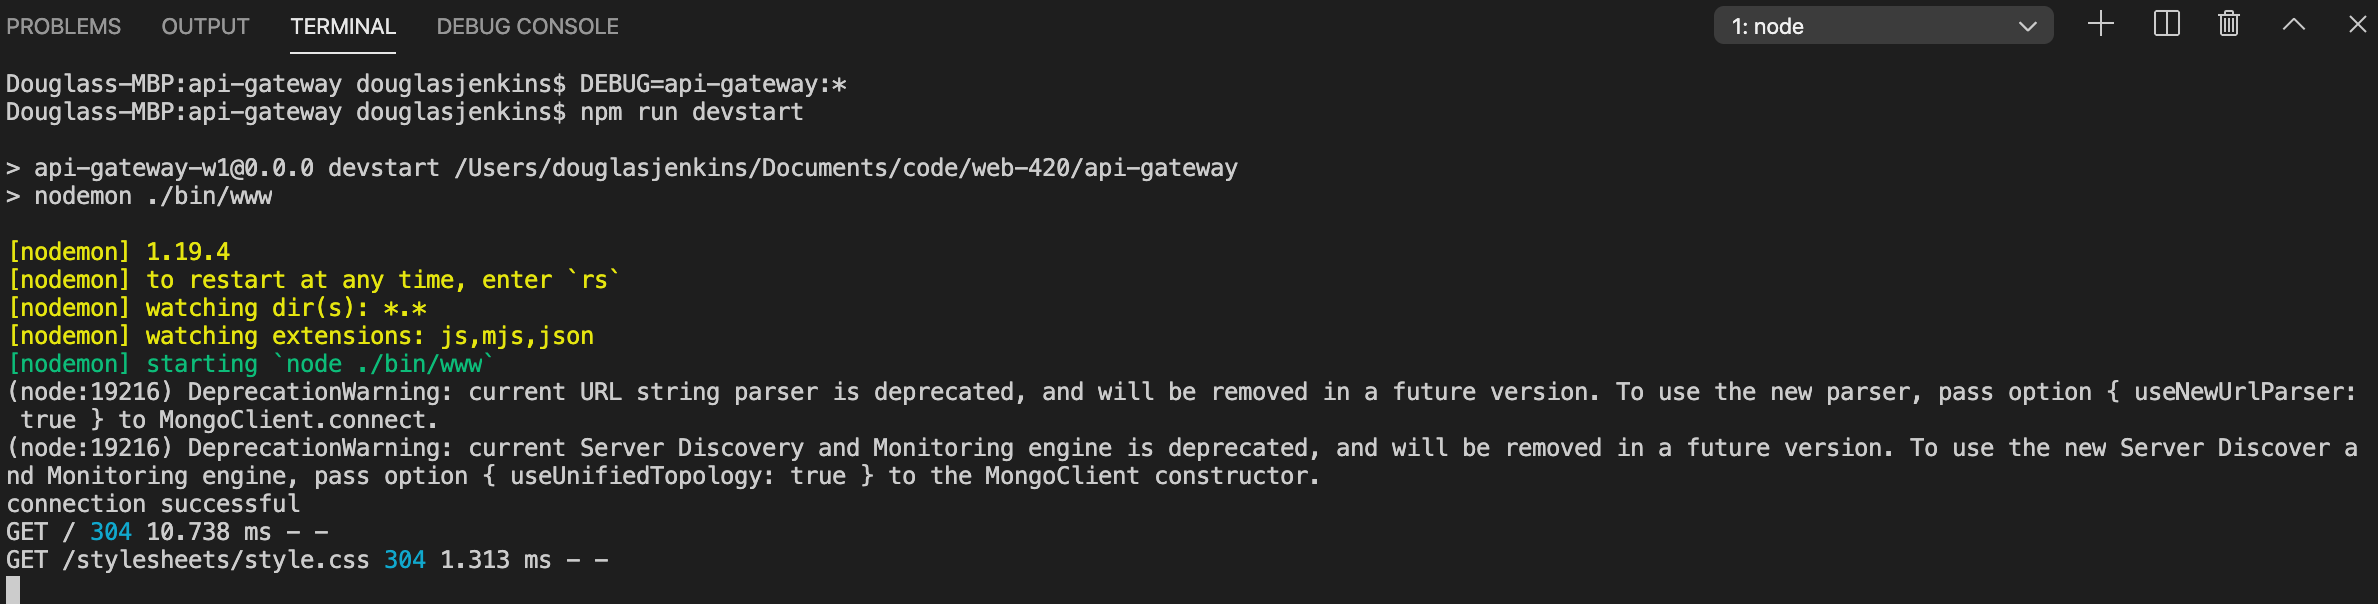 PROBLEMS OUTPUT TERMINAL DEBUG CONSOLE 1: node
Douglass-MBP:api-gateway douglasjenkins$ DEBUG=api-gateway:*
Douglass-MBP:api-gateway douglasjenkins$ npm run devstart
> api-gateway-w1@0.0.0 devstart /Users/douglasjenkins/Documents/code/web-420/api-gateway
> nodemon ./bin/www
[nodemon] 1.19.4
[nodemon] to restart at any time, enter `rs`
[nodemon] watching dir(s): *.*
[nodemon] watching extensions: js,mjs,json
[nodemon] starting `node ./bin/www`
(node:19216) DeprecationWarning: current URL string parser is deprecated, and will be removed in a future version. To use the new parser, pass option { useNewUrlParser:
true } to MongoClient.connect.
(node:19216) DeprecationWarning: current Server Discovery and Monitoring engine is deprecated, and will be removed in a future version. To use the new Server Discover a
nd Monitoring engine, pass option { useUnifiedTopology: true } to the MongoClient constructor.
connection successful
GET / 304 10.738 ms - -
GET /stylesheets/style.css 304 1.313 ms - -